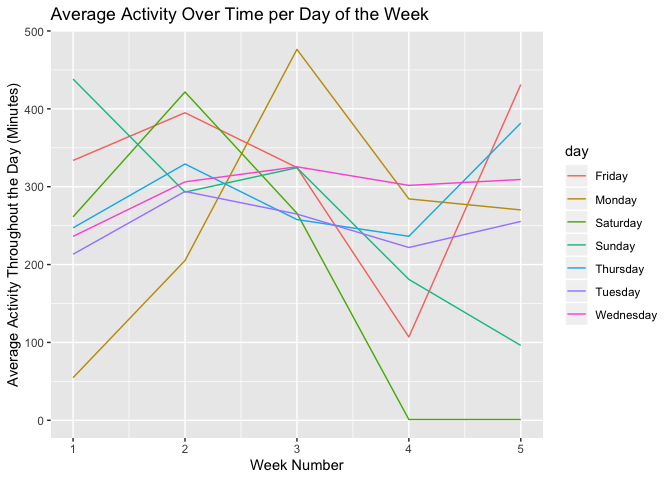 Average Activity Over Time per Day of the Week
Average Activity Throughout the Day (Minutes)
500
400
300
200
100
0
1 2 3 4 5
Week Number
day
Friday
Monday
Saturday
Sunday
Thursday
Tuesday
Wednesday